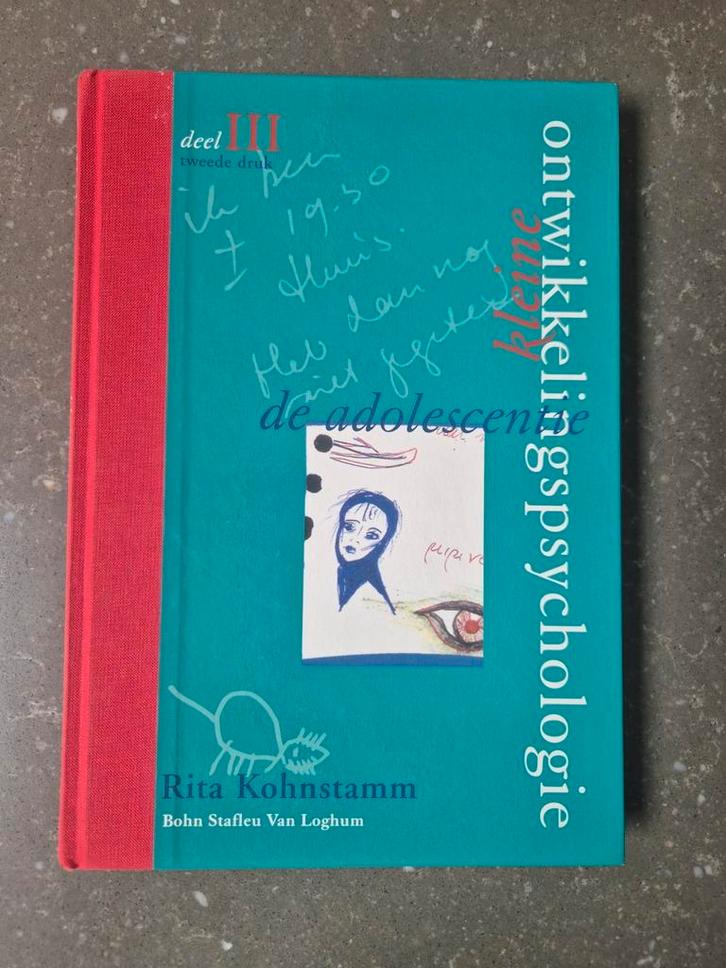 deel III
tweede druk
ik ben
± 19.30
thuis.
Heb dan nog
niet gegeten
kleine
ontwikkelingspsychologie
de adolescentie
Rita Kohnstamm
Bohn Stafleu Van Loghum